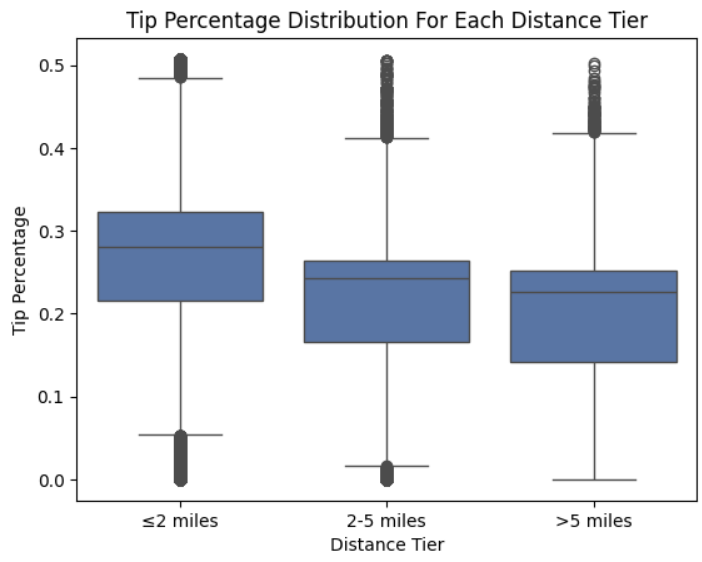 Tip Percentage Distribution For Each Distance Tier
Tip Percentage
0.5
0.4
0.3
0.2
0.1
0.0
≤2 miles
2-5 miles
>5 miles
Distance Tier